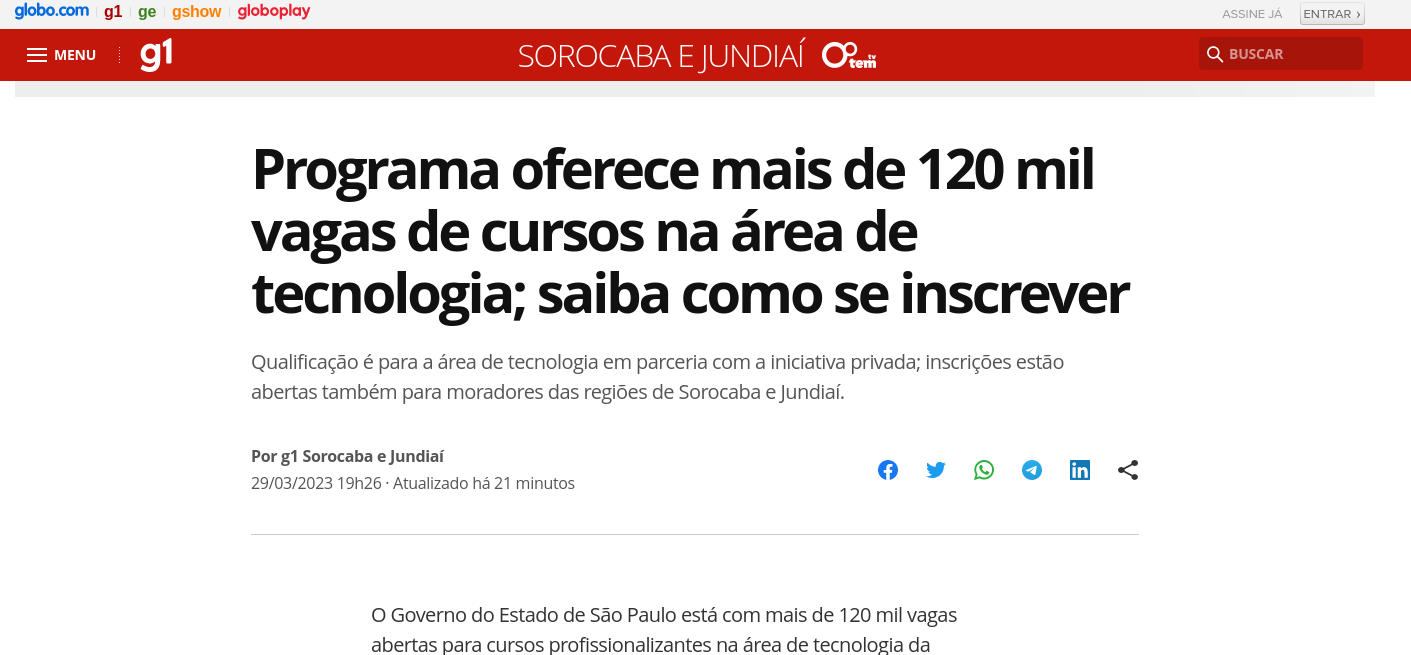 globo.com g1 ge gshow globoplay ASSINE JÁ ENTRAR ›
MENU g1 SOROCABA E JUNDIAÍ tv tem BUSCAR
Programa oferece mais de 120 mil
vagas de cursos na área de
tecnologia; saiba como se inscrever
Qualificação é para a área de tecnologia em parceria com a iniciativa privada; inscrições estão
abertas também para moradores das regiões de Sorocaba e Jundiaí.
Por g1 Sorocaba e Jundiaí
29/03/2023 19h26 · Atualizado há 21 minutos
in
O Governo do Estado de São Paulo está com mais de 120 mil vagas
abertas para cursos profissionalizantes na área de tecnologia da